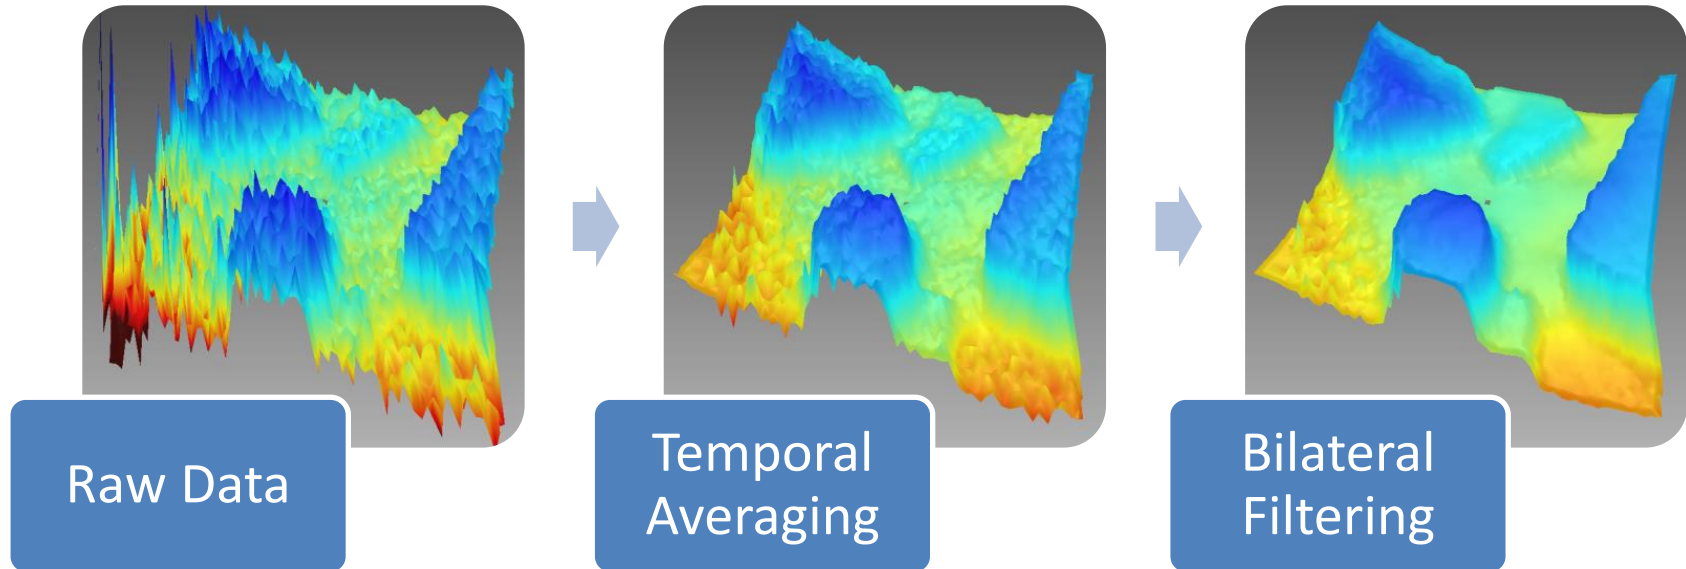 Raw Data
Temporal
Averaging
Bilateral
Filtering